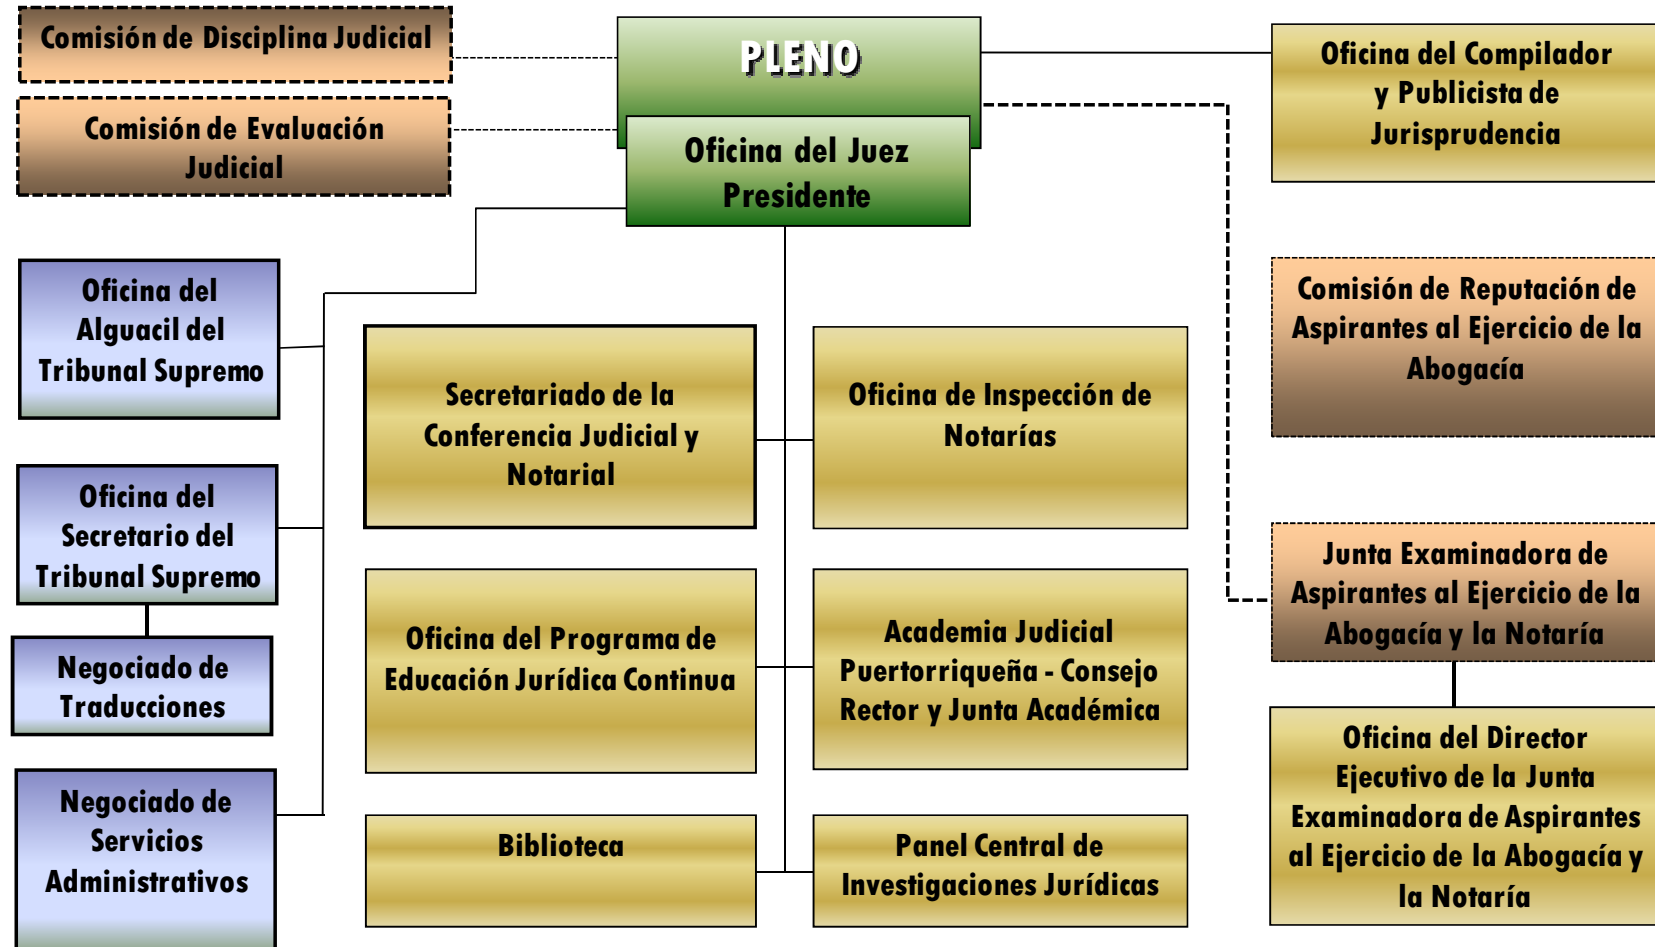 Comisión de Disciplina Judicial
Comisión de Evaluación
Judicial
PLENO
Oficina del Juez
Presidente
Oficina del Compilador
y Publicista de
Jurisprudencia
Oficina del
Alguacil del
Tribunal Supremo
Oficina del
Secretario del
Tribunal Supremo
Negociado de
Traducciones
Negociado de
Servicios
Administrativos
Secretariado de la
Conferencia Judicial y
Notarial
Oficina de Inspección de
Notarías
Oficina del Programa de
Educación Jurídica Continua
Academia Judicial
Puertorriqueña - Consejo
Rector y Junta Académica
Biblioteca
Panel Central de
Investigaciones Jurídicas
Comisión de Reputación de
Aspirantes al Ejercicio de la
Abogacía
Junta Examinadora de
Aspirantes al Ejercicio de la
Abogacía y la Notaría
Oficina del Director
Ejecutivo de la Junta
Examinadora de Aspirantes
al Ejercicio de la Abogacía y
la Notaría